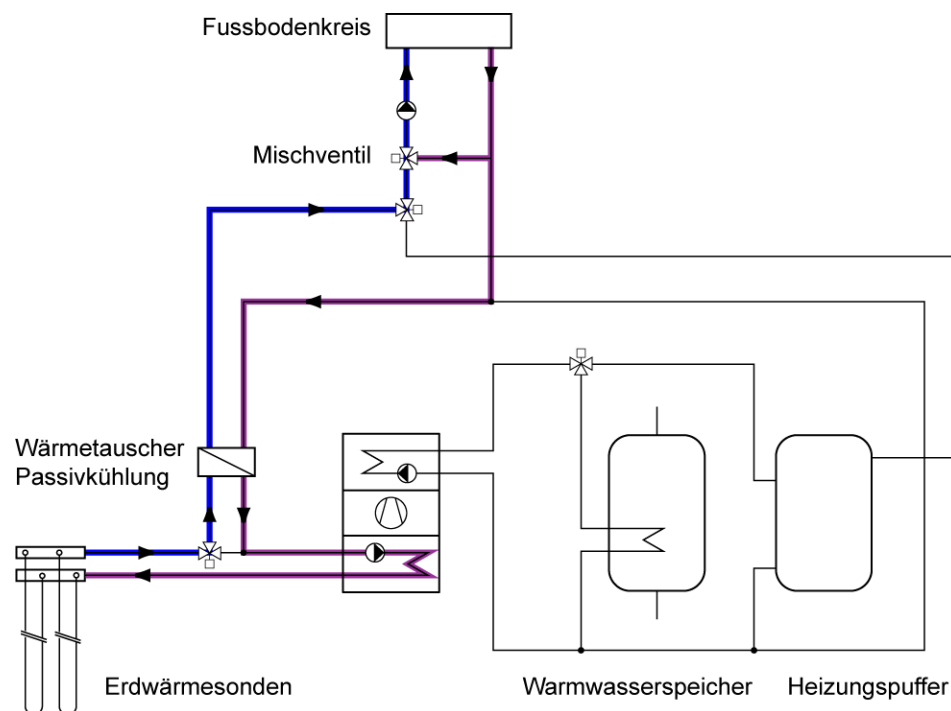 Fussbodenkreis
Mischventil
Wärmetauscher
Passivkühlung
Erdwärmesonden
Warmwasserspeicher
Heizungspuffer